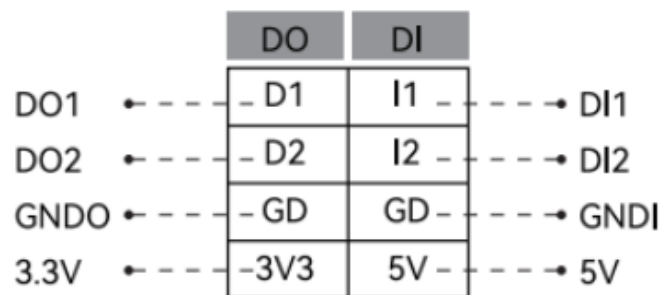 DO DI
DO1 D1 I1 DI1
DO2 D2 I2 DI2
GNDO GD GD GNDI
3.3V 3V3 5V 5V